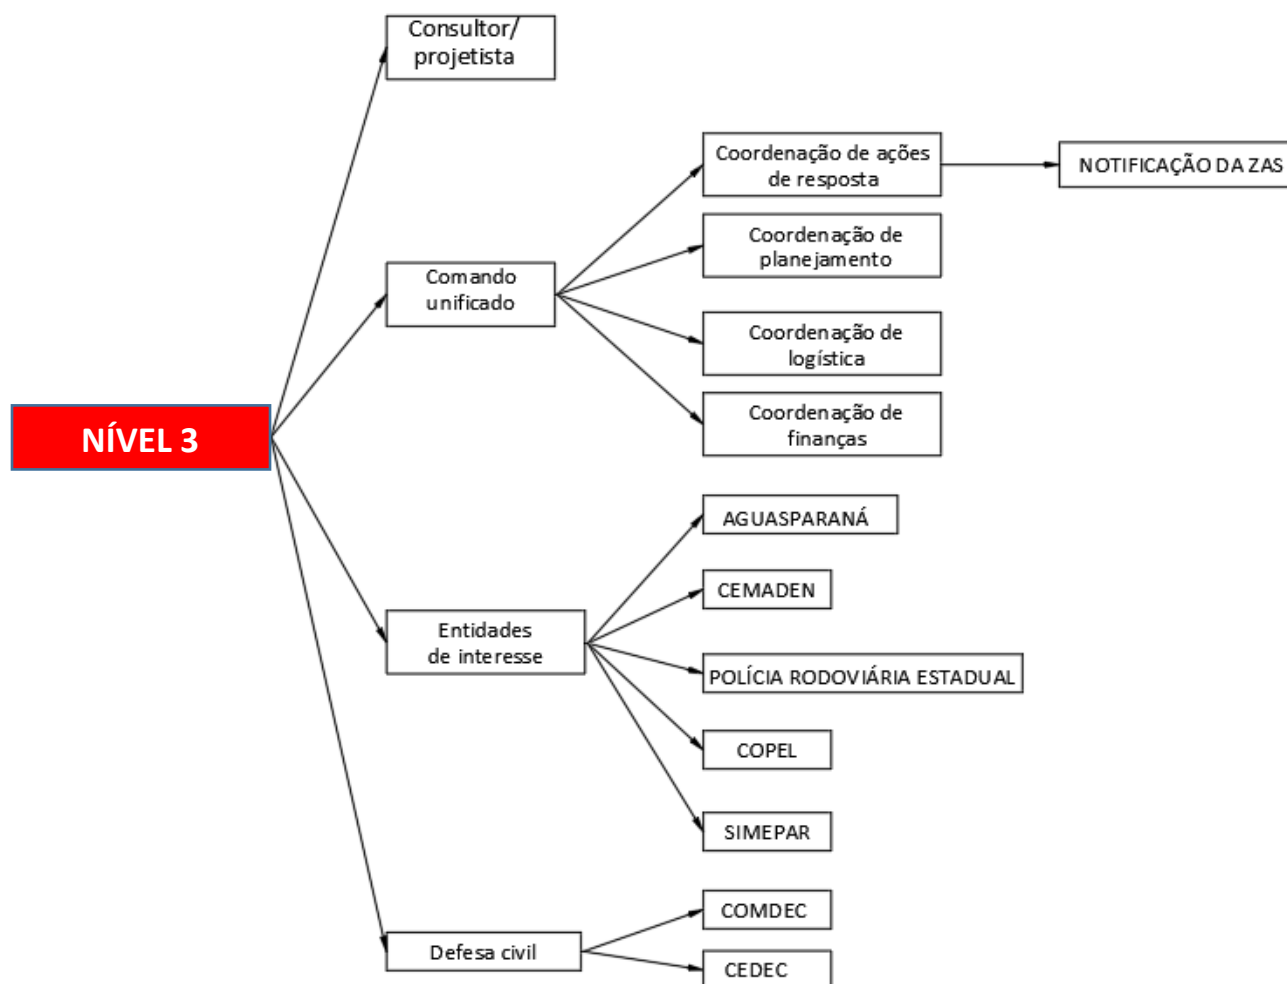 Consultor/
projetista
Coordenação de ações
de resposta
NOTIFICAÇÃO DA ZAS
Coordenação de
planejamento
Comando
unificado
Coordenação de
logística
Coordenação de
finanças
NÍVEL 3
AGUASPARANÁ
CEMADEN
Entidades
de interesse
POLÍCIA RODOVIÁRIA ESTADUAL
COPEL
SIMEPAR
COMDEC
Defesa civil
CEDEC